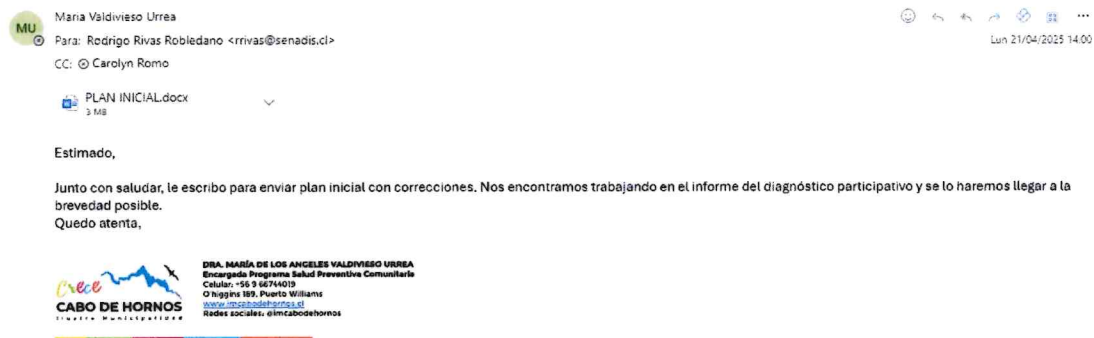 MU
Maria Valdivieso Urrea
Para: Rodrigo Rivas Robledano <rrivas@senadis.cl>
Lun 21/04/2025 14:00
CC: Carolyn Romo
PLAN INICIAL.docx
3 MB
Estimado,
Junto con saludar, le escribo para enviar plan inicial con correcciones. Nos encontramos trabajando en el informe del diagnóstico participativo y se lo haremos llegar a la
brevedad posible.
Quedo atenta,
Crece
CABO DE HORNOS
Ilustre Municipalidad
DRA. MARÍA DE LOS ANGELES VALDIVIESO URREA
Encargada Programa Salud Preventiva Comunitaria
Celular: +56 9 66744019
O'higgins 189, Puerto Williams
www.imcabodehornos.cl
Redes sociales: @imcabodehornos